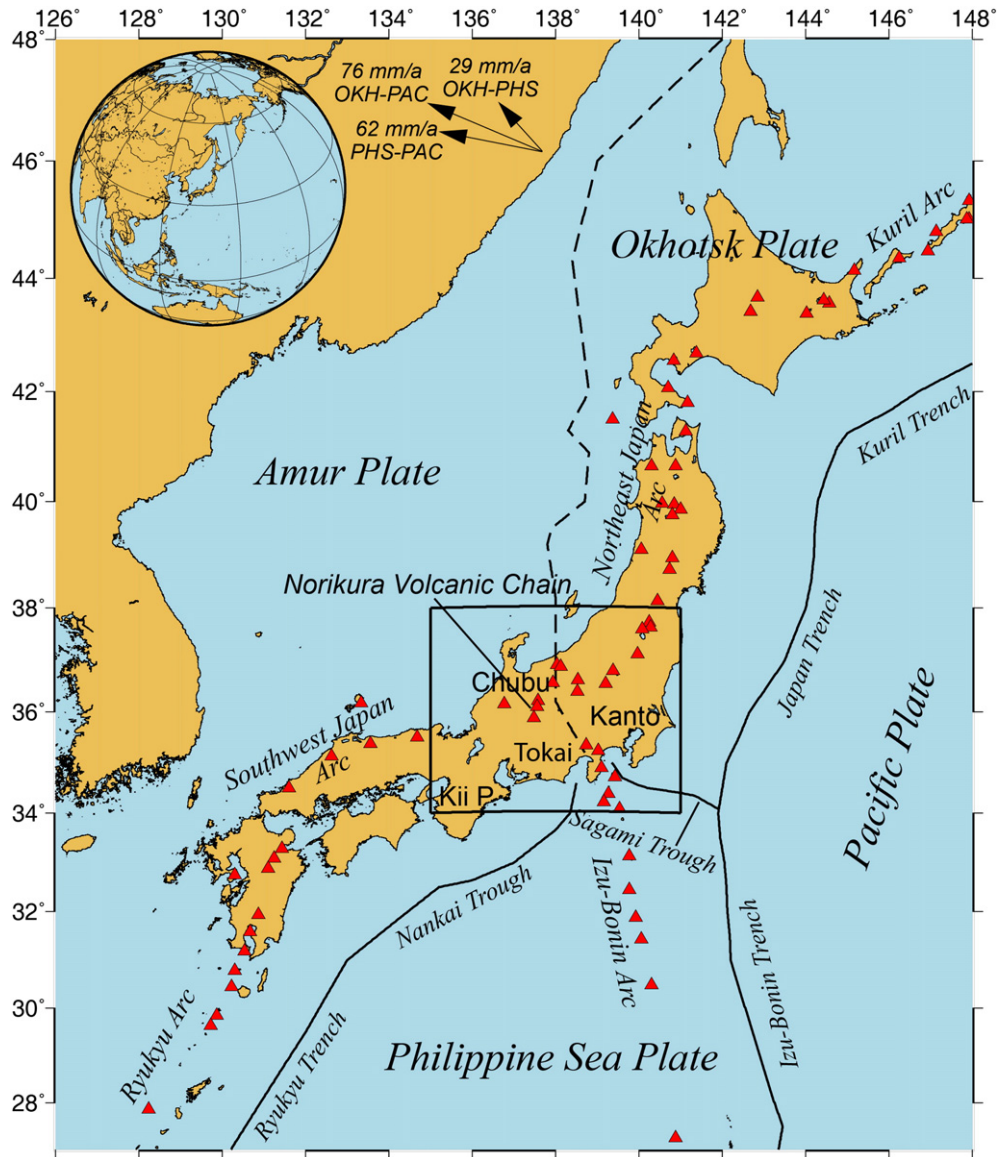 126° 128° 130° 132° 134° 136° 138° 140° 142° 144° 146° 148°
48°
46°
44°
42°
40°
38°
36°
34°
32°
30°
28°
76 mm/a
OKH-PAC
29 mm/a
OKH-PHS
62 mm/a
PHS-PAC
Kuril Arc
Okhotsk Plate
Kuril Trench
Amur Plate
Northeast Japan
Arc
Norikura Volcanic Chain
Japan Trench
Pacific Plate
Chubu
Kanto
Tokai
Kii P.
Southwest Japan
Arc
Sagami Trough
Nankai Trough
Izu-Bonin Arc
Izu-Bonin Trench
Ryukyu Arc
Ryukyu Trench
Philippine Sea Plate